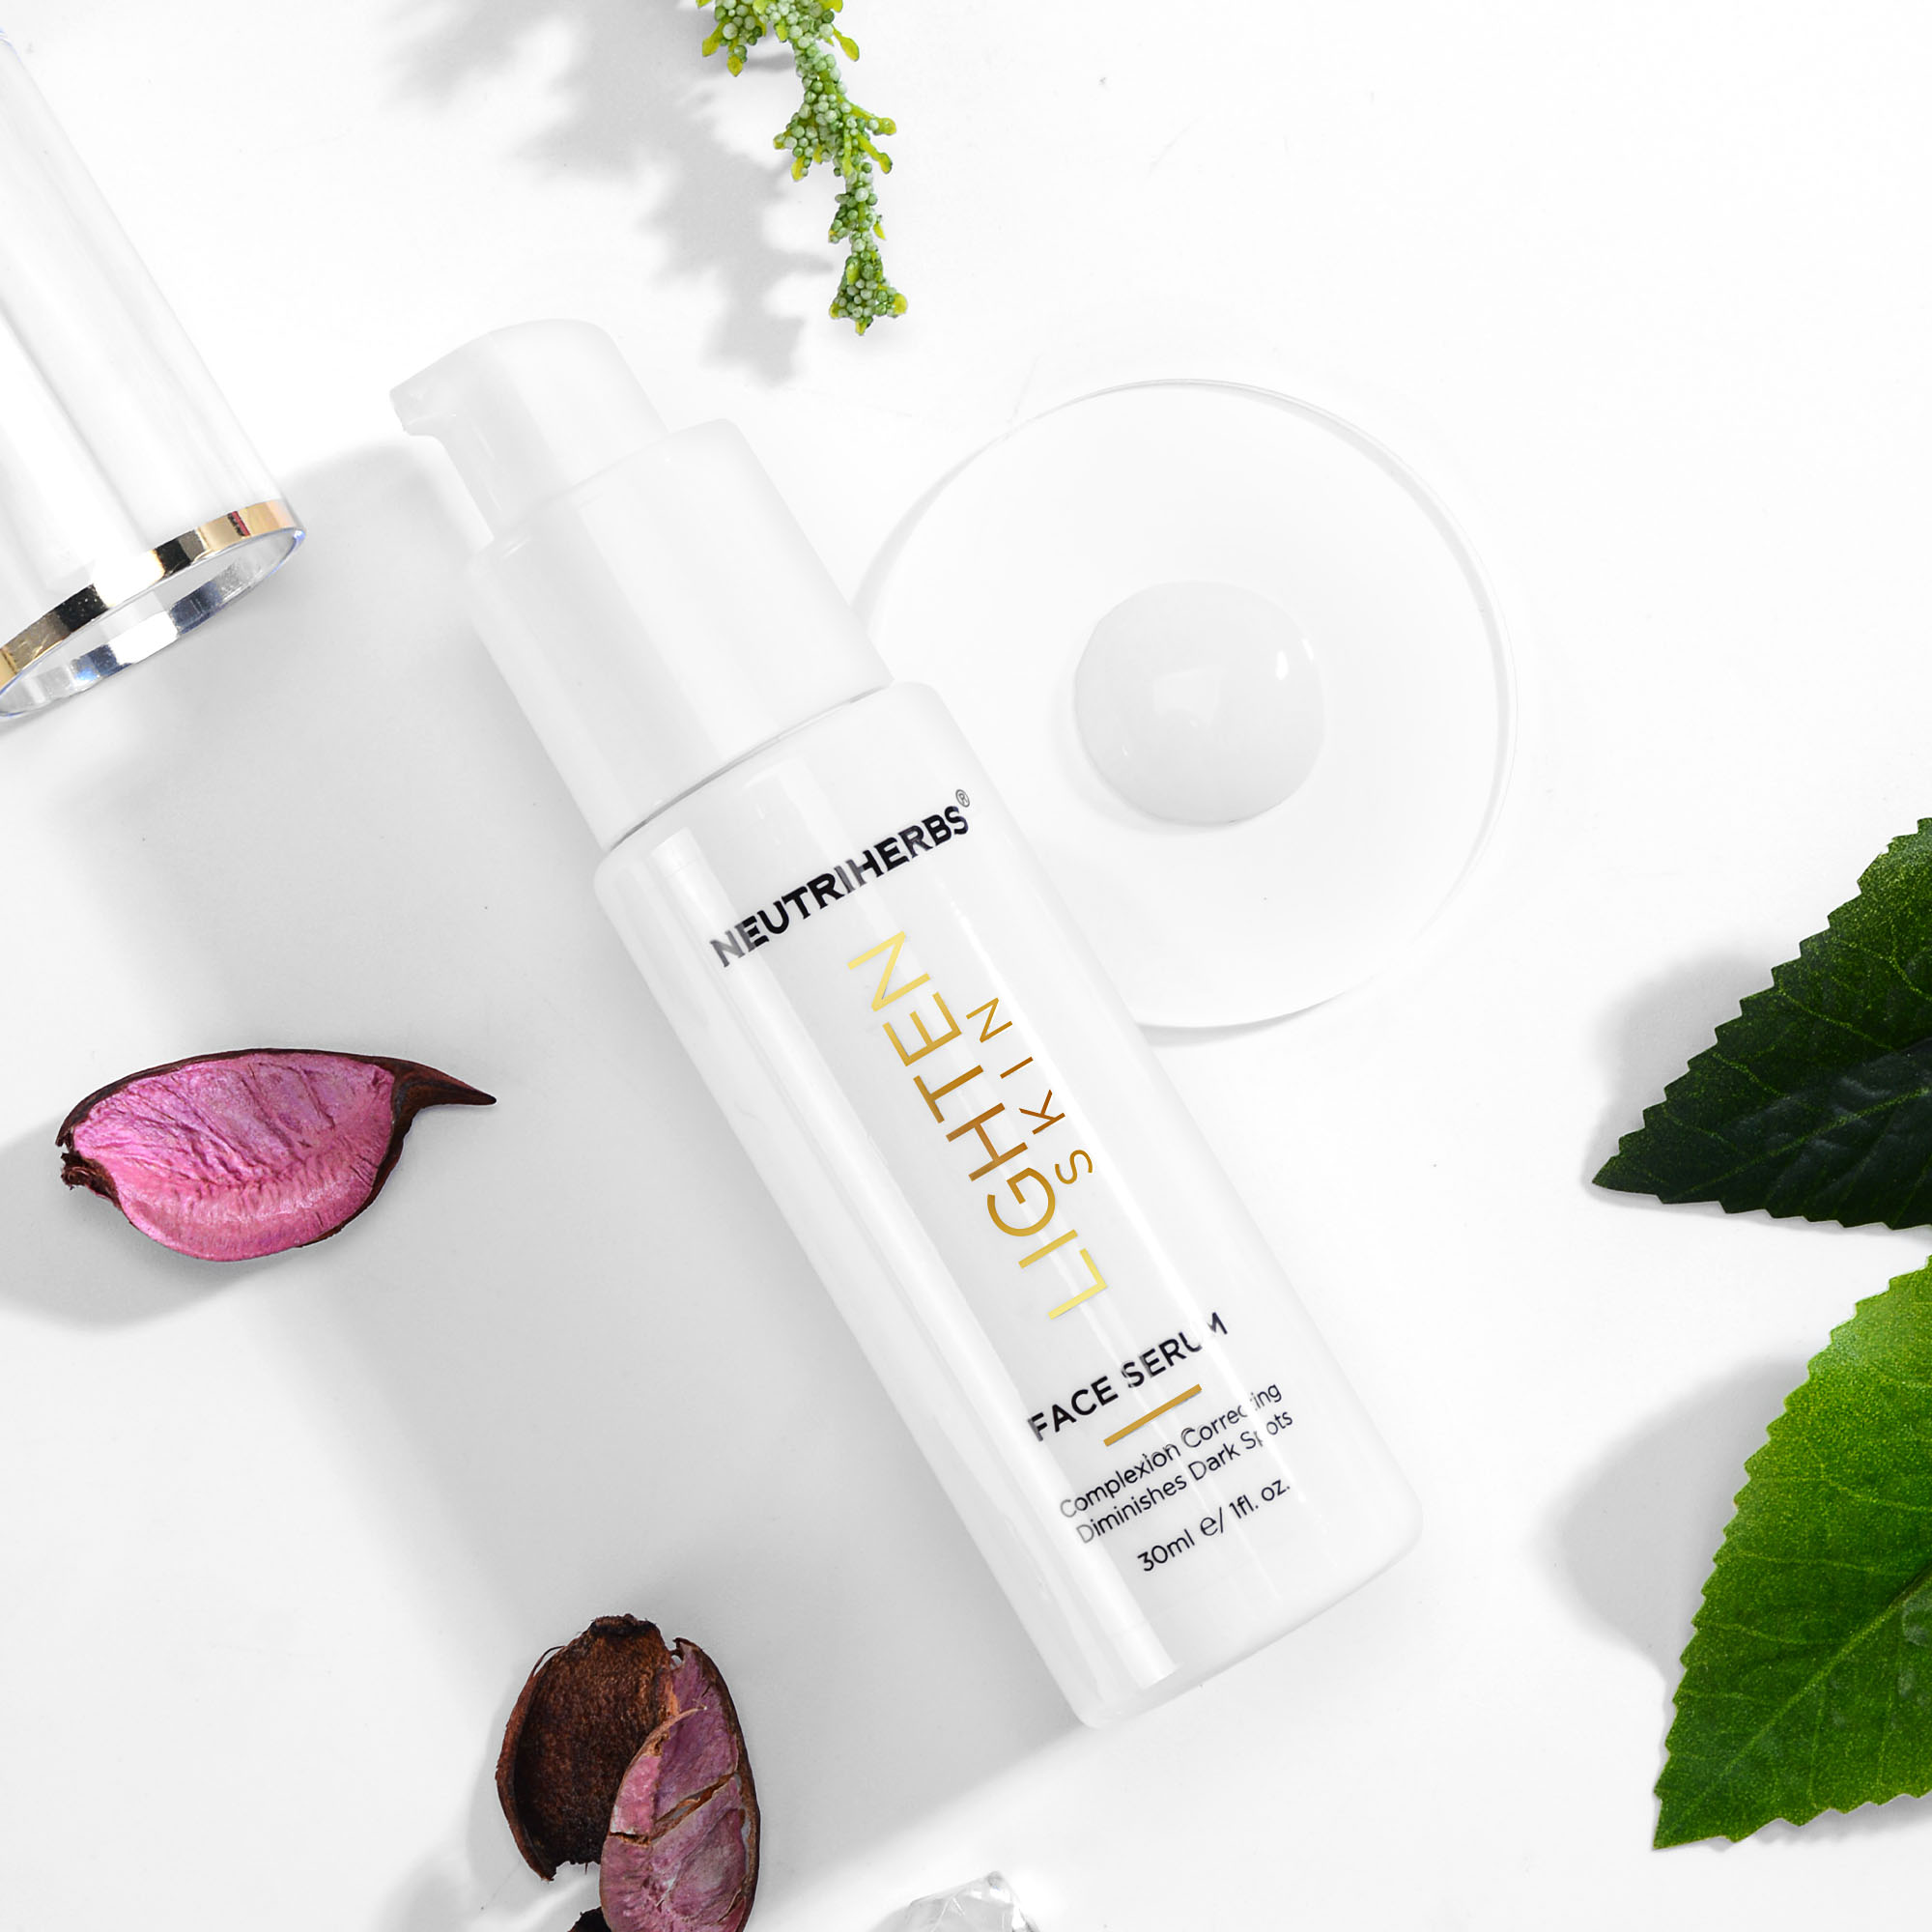 NEUTRIHERBS®
LIGHTEN
SKIN
FACE SERUM
Complexion Correcting
Diminishes Dark Spots
30ml e/ 1fl. oz.